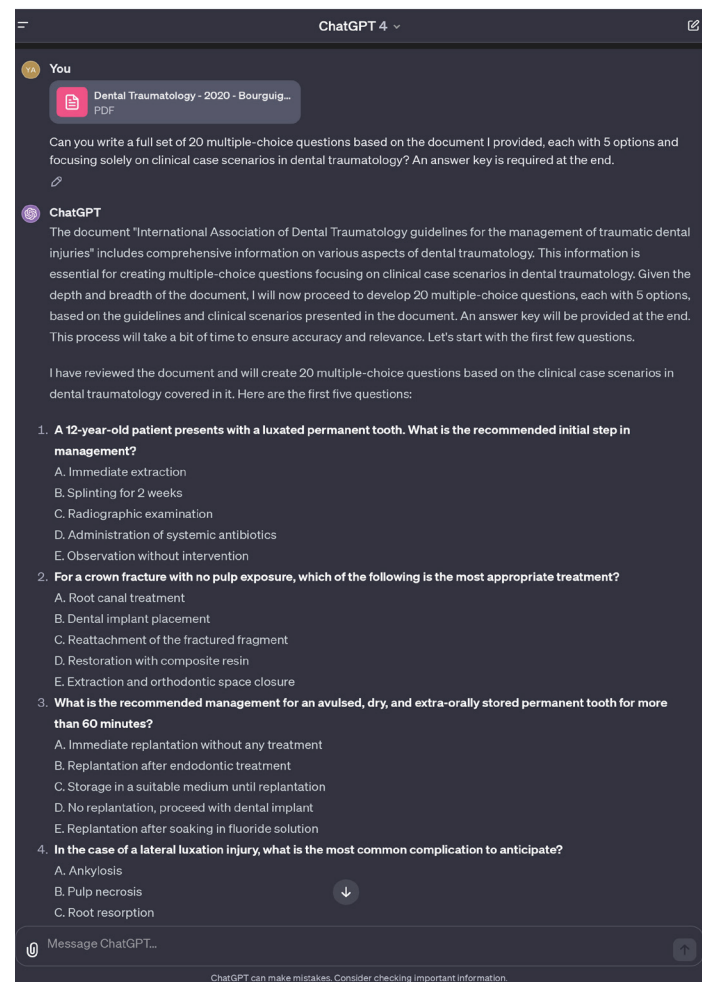 ChatGPT 4
YA
You
Dental Traumatology - 2020 - Bourguig...
PDF
Can you write a full set of 20 multiple-choice questions based on the document I provided, each with 5 options and
focusing solely on clinical case scenarios in dental traumatology? An answer key is required at the end.
ChatGPT
The document "International Association of Dental Traumatology guidelines for the management of traumatic dental
injuries" includes comprehensive information on various aspects of dental traumatology. This information is
essential for creating multiple-choice questions focusing on clinical case scenarios in dental traumatology. Given the
depth and breadth of the document, I will now proceed to develop 20 multiple-choice questions, each with 5 options,
based on the guidelines and clinical scenarios presented in the document. An answer key will be provided at the end.
This process will take a bit of time to ensure accuracy and relevance. Let's start with the first few questions.
I have reviewed the document and will create 20 multiple-choice questions based on the clinical case scenarios in
dental traumatology covered in it. Here are the first five questions:
1. A 12-year-old patient presents with a luxated permanent tooth. What is the recommended initial step in
management?
A. Immediate extraction
B. Splinting for 2 weeks
C. Radiographic examination
D. Administration of systemic antibiotics
E. Observation without intervention
2. For a crown fracture with no pulp exposure, which of the following is the most appropriate treatment?
A. Root canal treatment
B. Dental implant placement
C. Reattachment of the fractured fragment
D. Restoration with composite resin
E. Extraction and orthodontic space closure
3. What is the recommended management for an avulsed, dry, and extra-orally stored permanent tooth for more
than 60 minutes?
A. Immediate replantation without any treatment
B. Replantation after endodontic treatment
C. Storage in a suitable medium until replantation
D. No replantation, proceed with dental implant
E. Replantation after soaking in fluoride solution
4. In the case of a lateral luxation injury, what is the most common complication to anticipate?
A. Ankylosis
B. Pulp necrosis
C. Root resorption
Message ChatGPT...
ChatGPT can make mistakes. Consider checking important information.